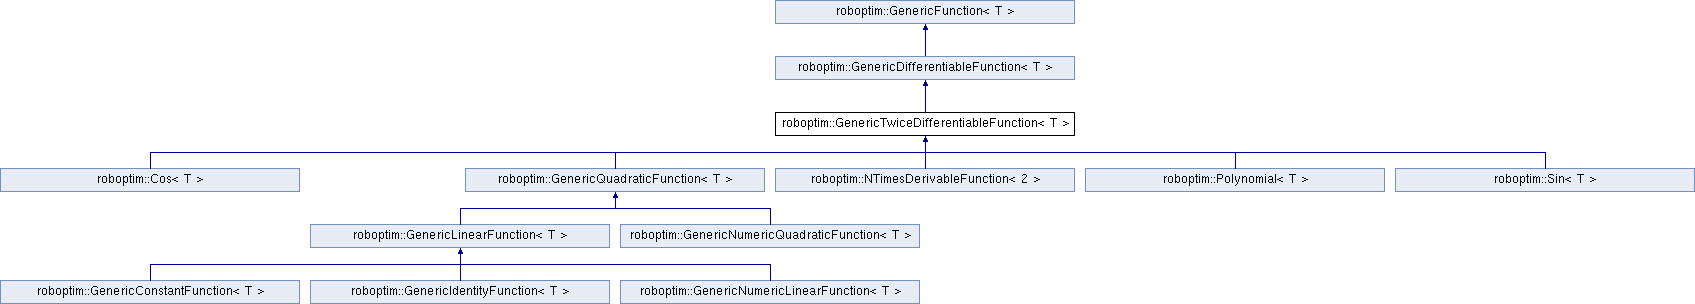 roboptim::GenericFunction< T >
roboptim::GenericDifferentiableFunction< T >
roboptim::GenericTwiceDifferentiableFunction< T >
roboptim::Cos< T >
roboptim::GenericQuadraticFunction< T >
roboptim::NTimesDerivableFunction< 2 >
roboptim::Polynomial< T >
roboptim::Sin< T >
roboptim::GenericLinearFunction< T >
roboptim::GenericNumericQuadraticFunction< T >
roboptim::GenericConstantFunction< T >
roboptim::GenericIdentityFunction< T >
roboptim::GenericNumericLinearFunction< T >